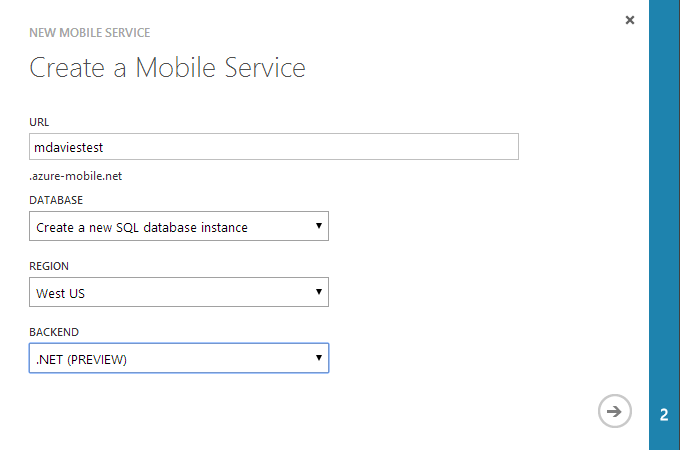 NEW MOBILE SERVICE
Create a Mobile Service
URL
mdaviestest
.azure-mobile.net
DATABASE
Create a new SQL database instance
REGION
West US
BACKEND
.NET (PREVIEW)
2